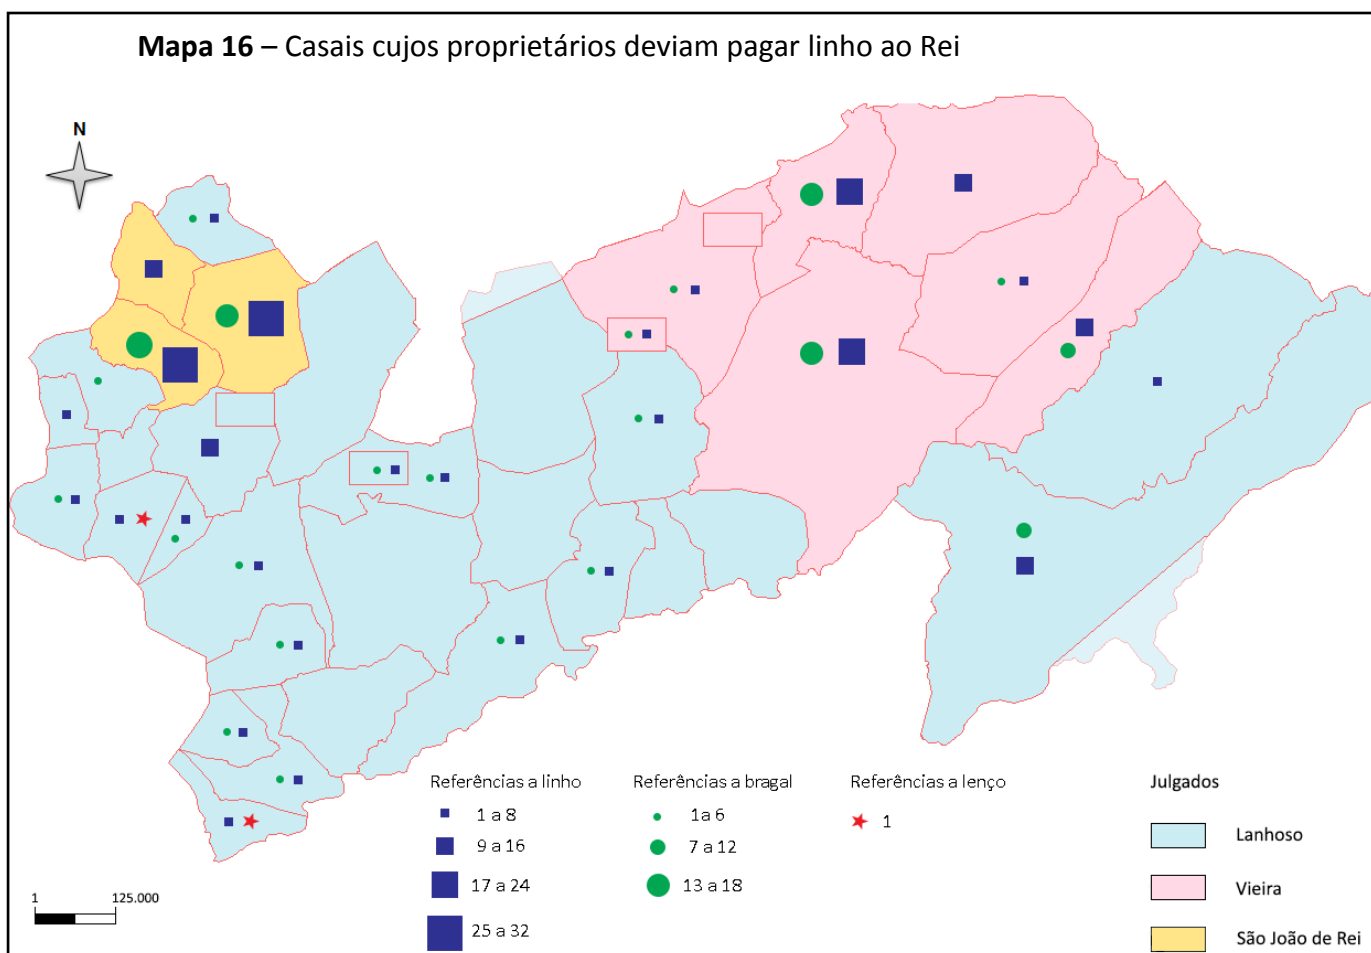 Mapa 16 – Casais cujos proprietários deviam pagar linho ao Rei
N
Referências a linho
1 a 8
9 a 16
17 a 24
25 a 32
Referências a bragal
1a 6
7 a 12
13 a 18
Referências a lenço
1
Julgados
Lanhoso
Vieira
São João de Rei
1 125.000